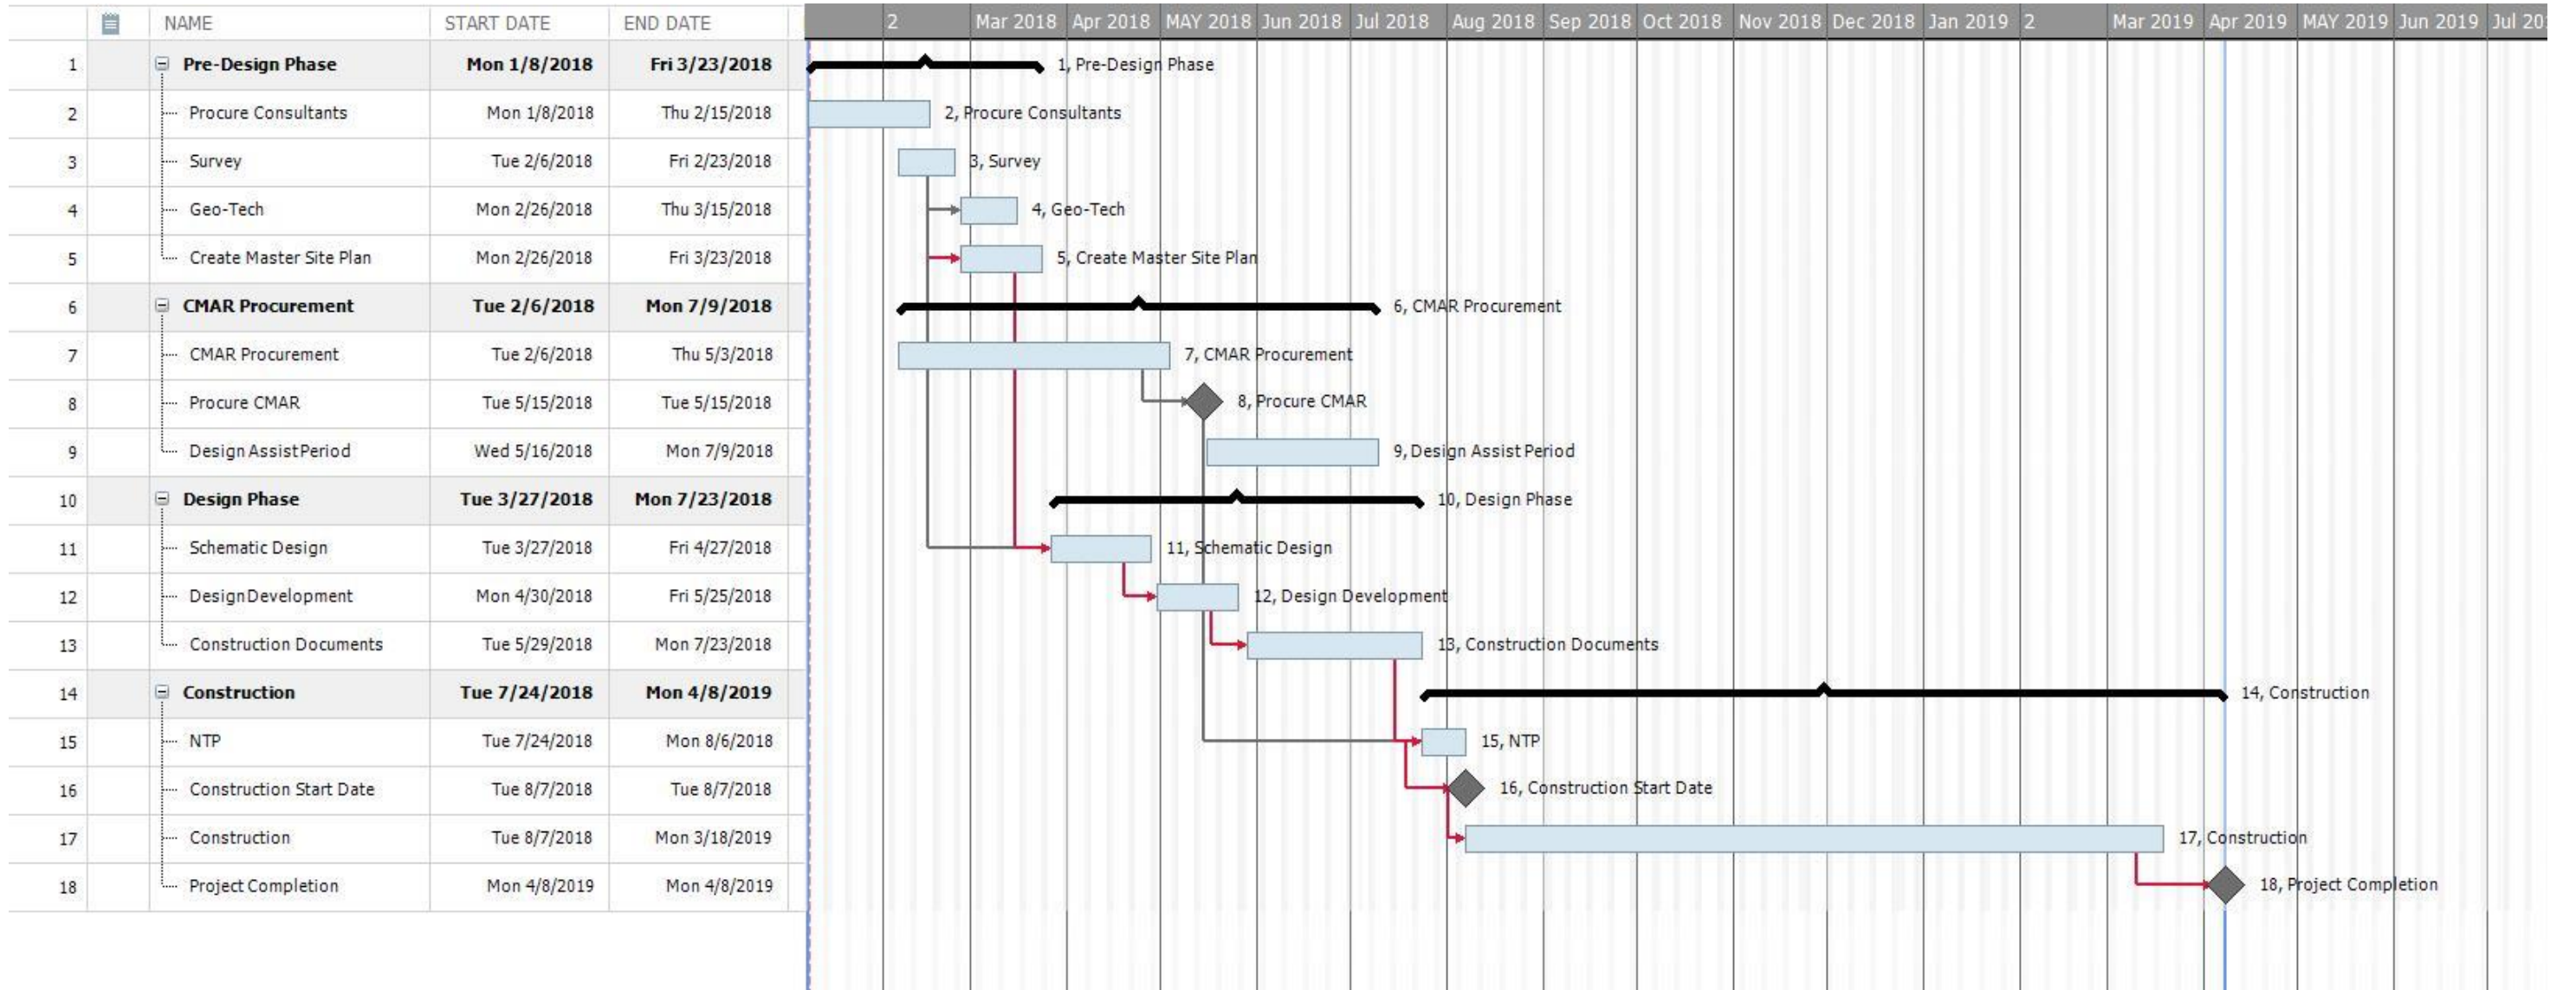 NAME START DATE END DATE 2 Mar 2018 Apr 2018 MAY 2018 Jun 2018 Jul 2018 Aug 2018 Sep 2018 Oct 2018 Nov 2018 Dec 2018 Jan 2019 2 Mar 2019 Apr 2019 MAY 2019 Jun 2019 Jul 20
1 Pre-Design Phase Mon 1/8/2018 Fri 3/23/2018 1, Pre-Design Phase
2 Procure Consultants Mon 1/8/2018 Thu 2/15/2018 2, Procure Consultants
3 Survey Tue 2/6/2018 Fri 2/23/2018 3, Survey
4 Geo-Tech Mon 2/26/2018 Thu 3/15/2018 4, Geo-Tech
5 Create Master Site Plan Mon 2/26/2018 Fri 3/23/2018 5, Create Master Site Plan
6 CMAR Procurement Tue 2/6/2018 Mon 7/9/2018 6, CMAR Procurement
7 CMAR Procurement Tue 2/6/2018 Thu 5/3/2018 7, CMAR Procurement
8 Procure CMAR Tue 5/15/2018 Tue 5/15/2018 8, Procure CMAR
9 Design Assist Period Wed 5/16/2018 Mon 7/9/2018 9, Design Assist Period
10 Design Phase Tue 3/27/2018 Mon 7/23/2018 10, Design Phase
11 Schematic Design Tue 3/27/2018 Fri 4/27/2018 11, Schematic Design
12 Design Development Mon 4/30/2018 Fri 5/25/2018 12, Design Development
13 Construction Documents Tue 5/29/2018 Mon 7/23/2018 13, Construction Documents
14 Construction Tue 7/24/2018 Mon 4/8/2019 14, Construction
15 NTP Tue 7/24/2018 Mon 8/6/2018 15, NTP
16 Construction Start Date Tue 8/7/2018 Tue 8/7/2018 16, Construction Start Date
17 Construction Tue 8/7/2018 Mon 3/18/2019 17, Construction
18 Project Completion Mon 4/8/2019 Mon 4/8/2019 18, Project Completion